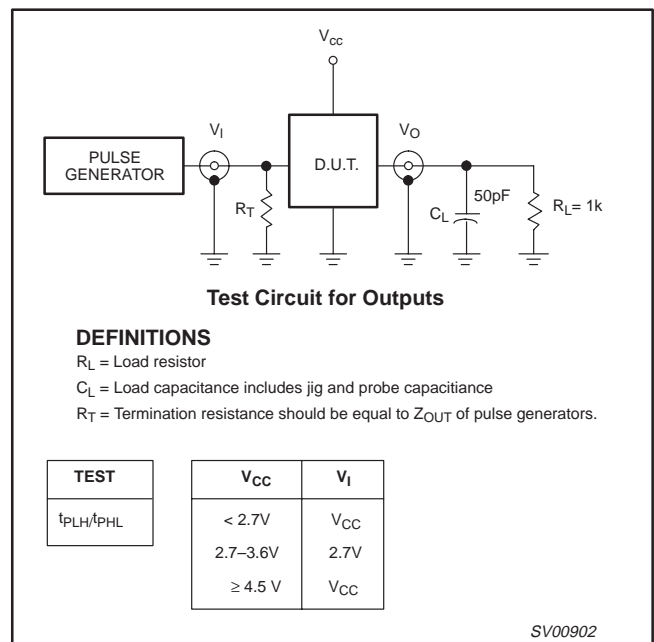 Vcc
VI
VO
PULSE
GENERATOR
D.U.T.
RT
50pF
CL
RL= 1k
Test Circuit for Outputs
DEFINITIONS
RL = Load resistor
CL = Load capacitance includes jig and probe capacitiance
RT = Termination resistance should be equal to ZOUT of pulse generators.
TEST
tPLH/tPHL
VCC VI
< 2.7V VCC
2.7–3.6V 2.7V
≥ 4.5 V VCC
SV00902